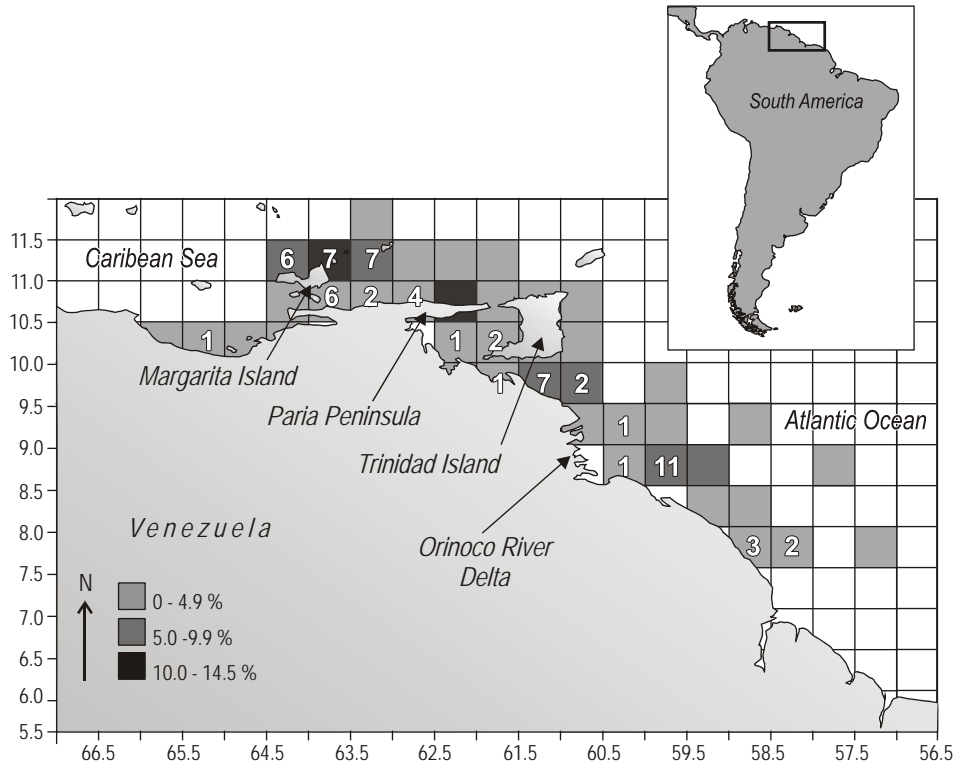 South America
11.5
Caribean Sea
6 7 7
11.0
6 2 4
10.5
1 1 2
10.0
Margarita Island
1 7 2
9.5
Paria Peninsula
1
Atlantic Ocean
9.0
Trinidad Island
1 11
8.5
Venezuela
8.0
Orinoco River
Delta
3 2
7.5
N
0 - 4.9 %
7.0
5.0 -9.9 %
6.5
10.0 - 14.5 %
6.0
5.5
66.5 65.5 64.5 63.5 62.5 61.5 60.5 59.5 58.5 57.5 56.5